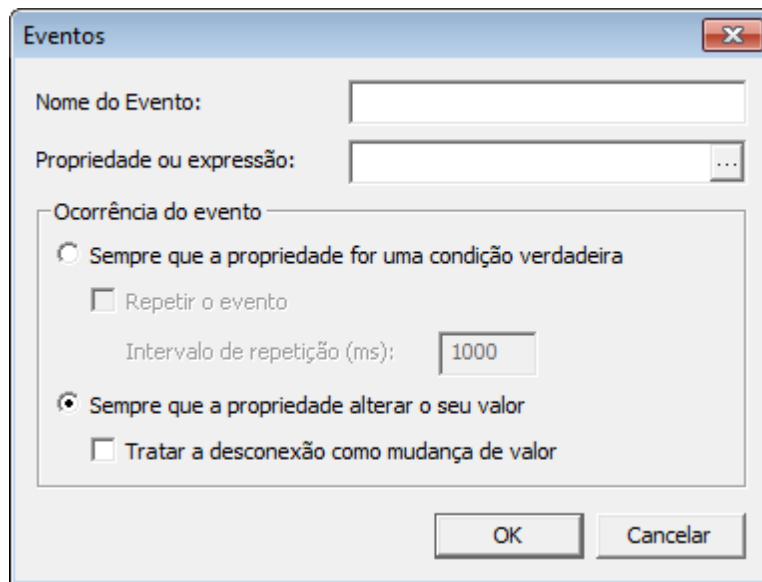 Eventos
Nome do Evento:
Propriedade ou expressão:
...
Ocorrência do evento
Sempre que a propriedade for uma condição verdadeira
Repetir o evento
Intervalo de repetição (ms): 1000
Sempre que a propriedade alterar o seu valor
Tratar a desconexão como mudança de valor
OK Cancelar